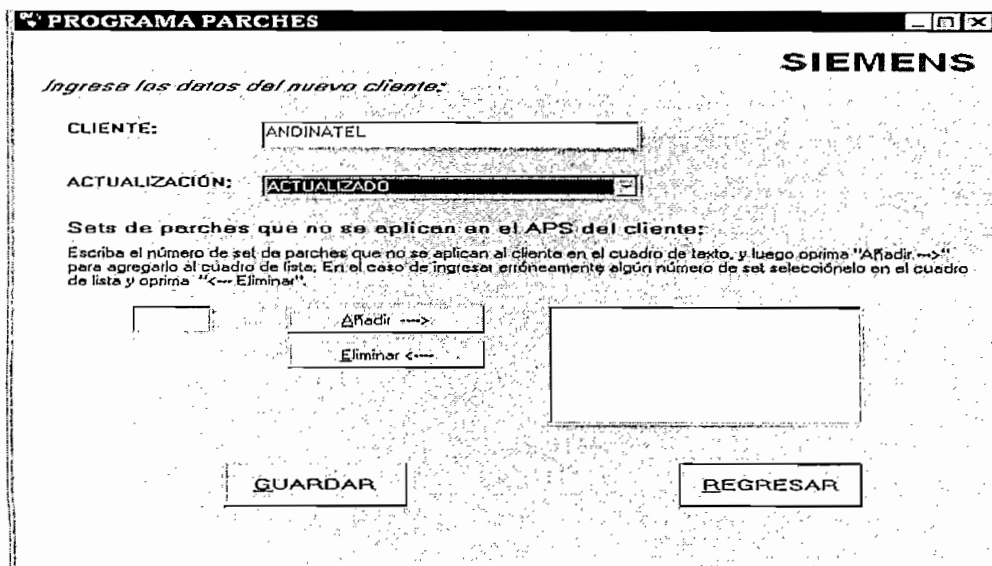 PROGRAMA PARCHES
SIEMENS
Ingrese los datos del nuevo cliente:
CLIENTE:
ANDINATEL
ACTUALIZACIÓN:
ACTUALIZADO
Sets de parches que no se aplican en el APS del cliente:
Escriba el número de set de parches que no se aplican al cliente en el cuadro de texto, y luego oprima "Añadir --->"
para agregarlo al cuadro de lista; En el caso de ingresar erróneamente algún número de set selecciónelo en el cuadro
de lista y oprima "<--- Eliminar".
Añadir ---->
Eliminar <----
GUARDAR
REGRESAR